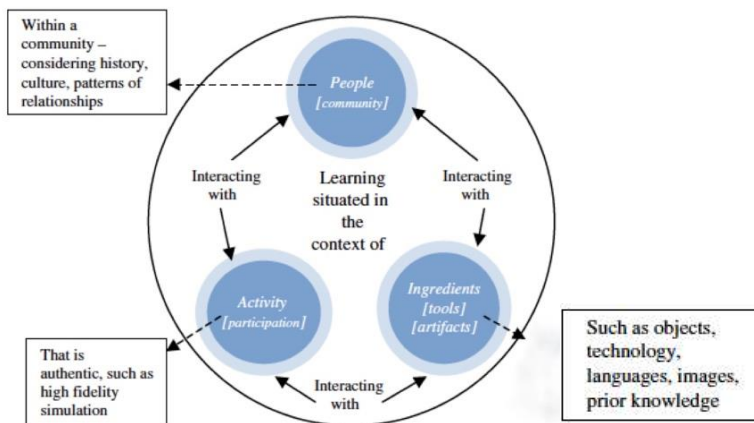 Within a
community –
considering history,
culture, patterns of
relationships
People
[community]
Interacting
with
Learning
situated in
the
context of
Interacting
with
Activity
[participation]
Ingredients
[tools]
[artifacts]
That is
authentic, such as
high fidelity
simulation
Interacting
with
Such as objects,
technology,
languages, images,
prior knowledge